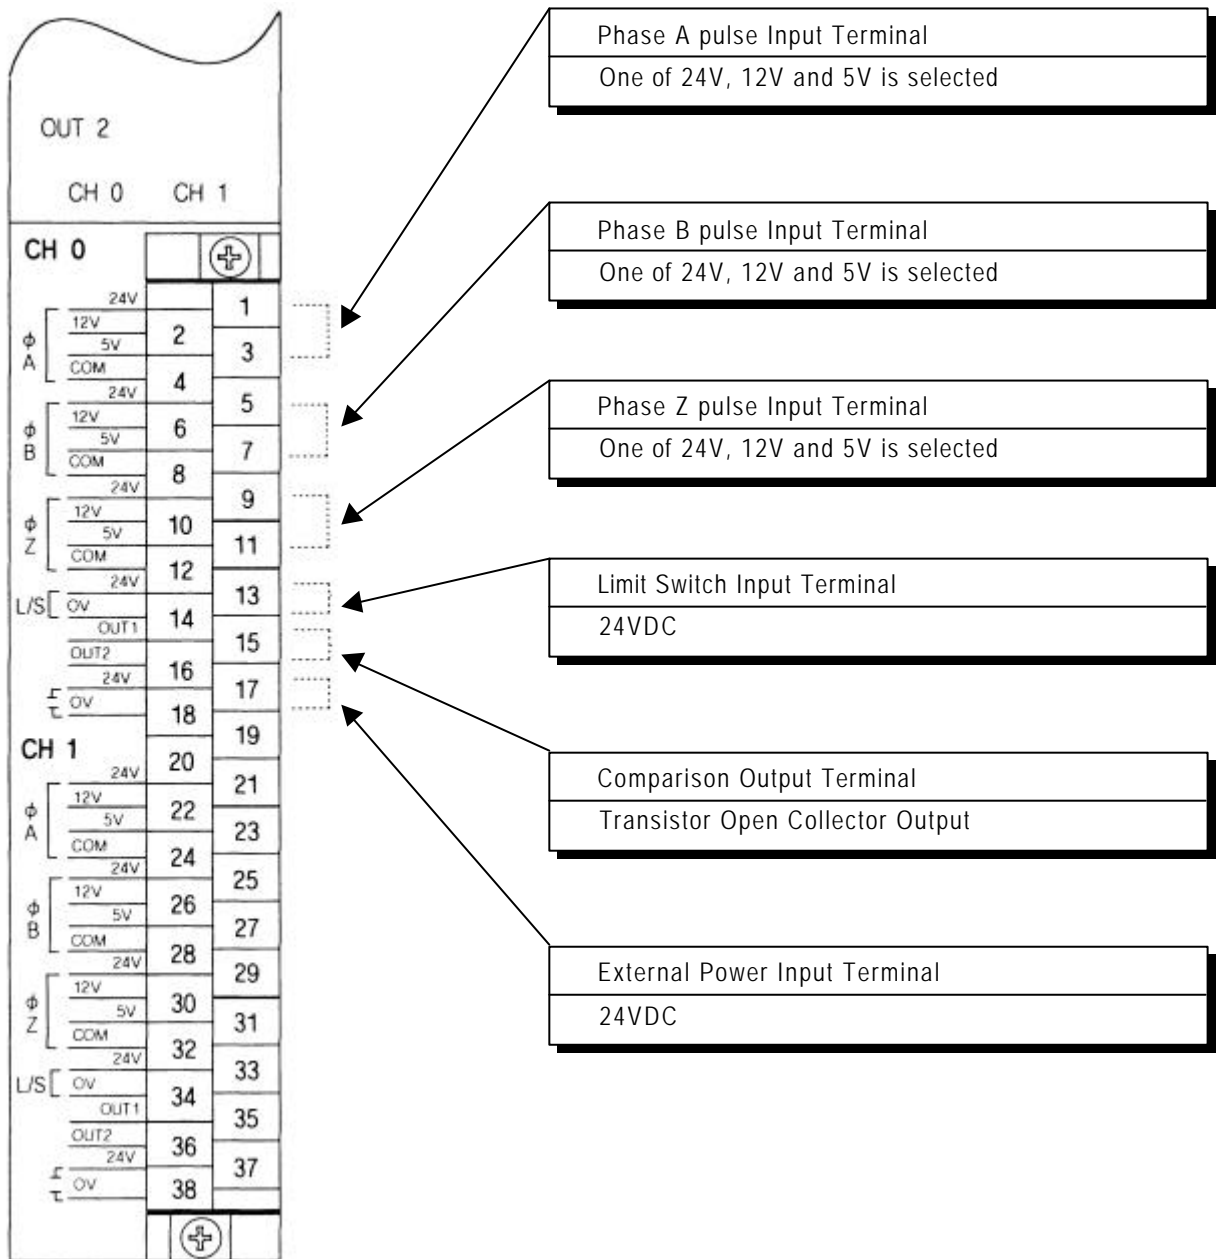 OUT 2
CH 0 CH 1
CH 0
24V 1
12V 2
φ A 5V 3
COM 4
24V 5
12V 6
φ B 5V 7
COM 8
24V 9
12V 10
φ Z 5V 11
COM 12
24V 13
L/S 0V 14
OUT1 15
OUT2 16
24V 17
0V 18
19
CH 1
20
24V 21
12V 22
φ A 5V 23
COM 24
24V 25
12V 26
φ B 5V 27
COM 28
24V 29
12V 30
φ Z 5V 31
COM 32
24V 33
L/S 0V 34
OUT1 35
OUT2 36
24V 37
0V 38
Phase A pulse Input Terminal
One of 24V, 12V and 5V is selected
Phase B pulse Input Terminal
One of 24V, 12V and 5V is selected
Phase Z pulse Input Terminal
One of 24V, 12V and 5V is selected
Limit Switch Input Terminal
24VDC
Comparison Output Terminal
Transistor Open Collector Output
External Power Input Terminal
24VDC